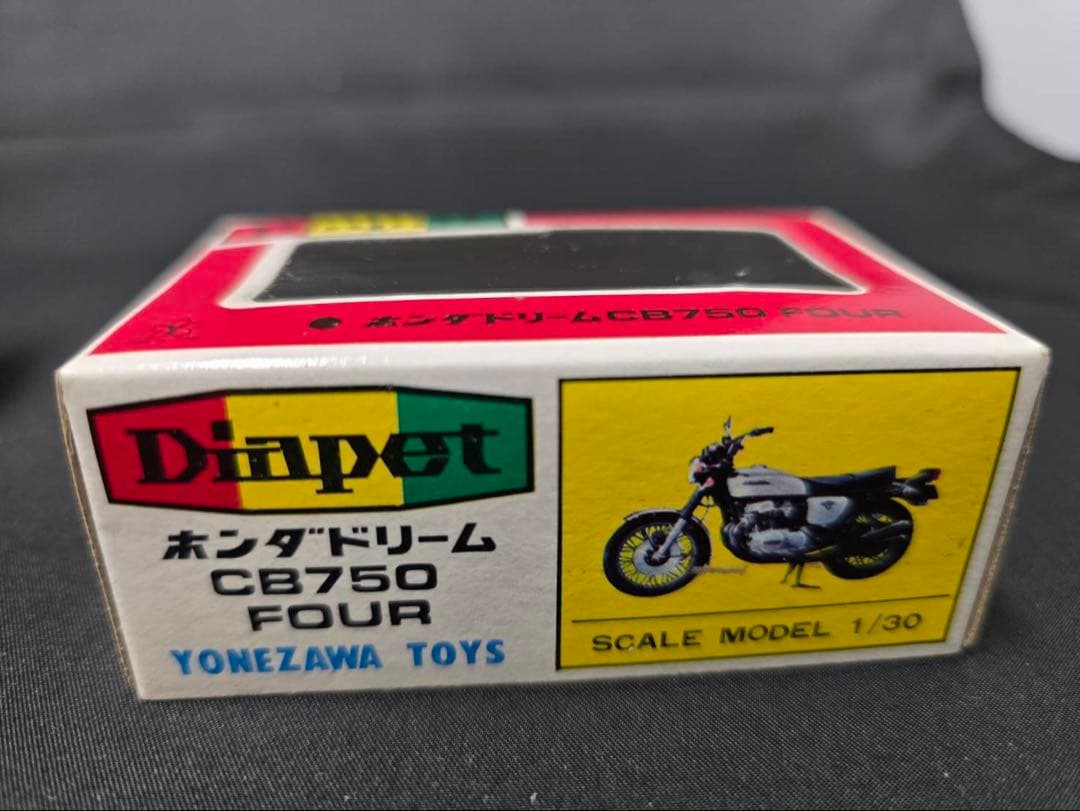 ● ホンダドリームCB750 FOUR
Diapet
ホンダドリーム
CB750
FOUR
YONEZAWA TOYS
SCALE MODEL 1/30